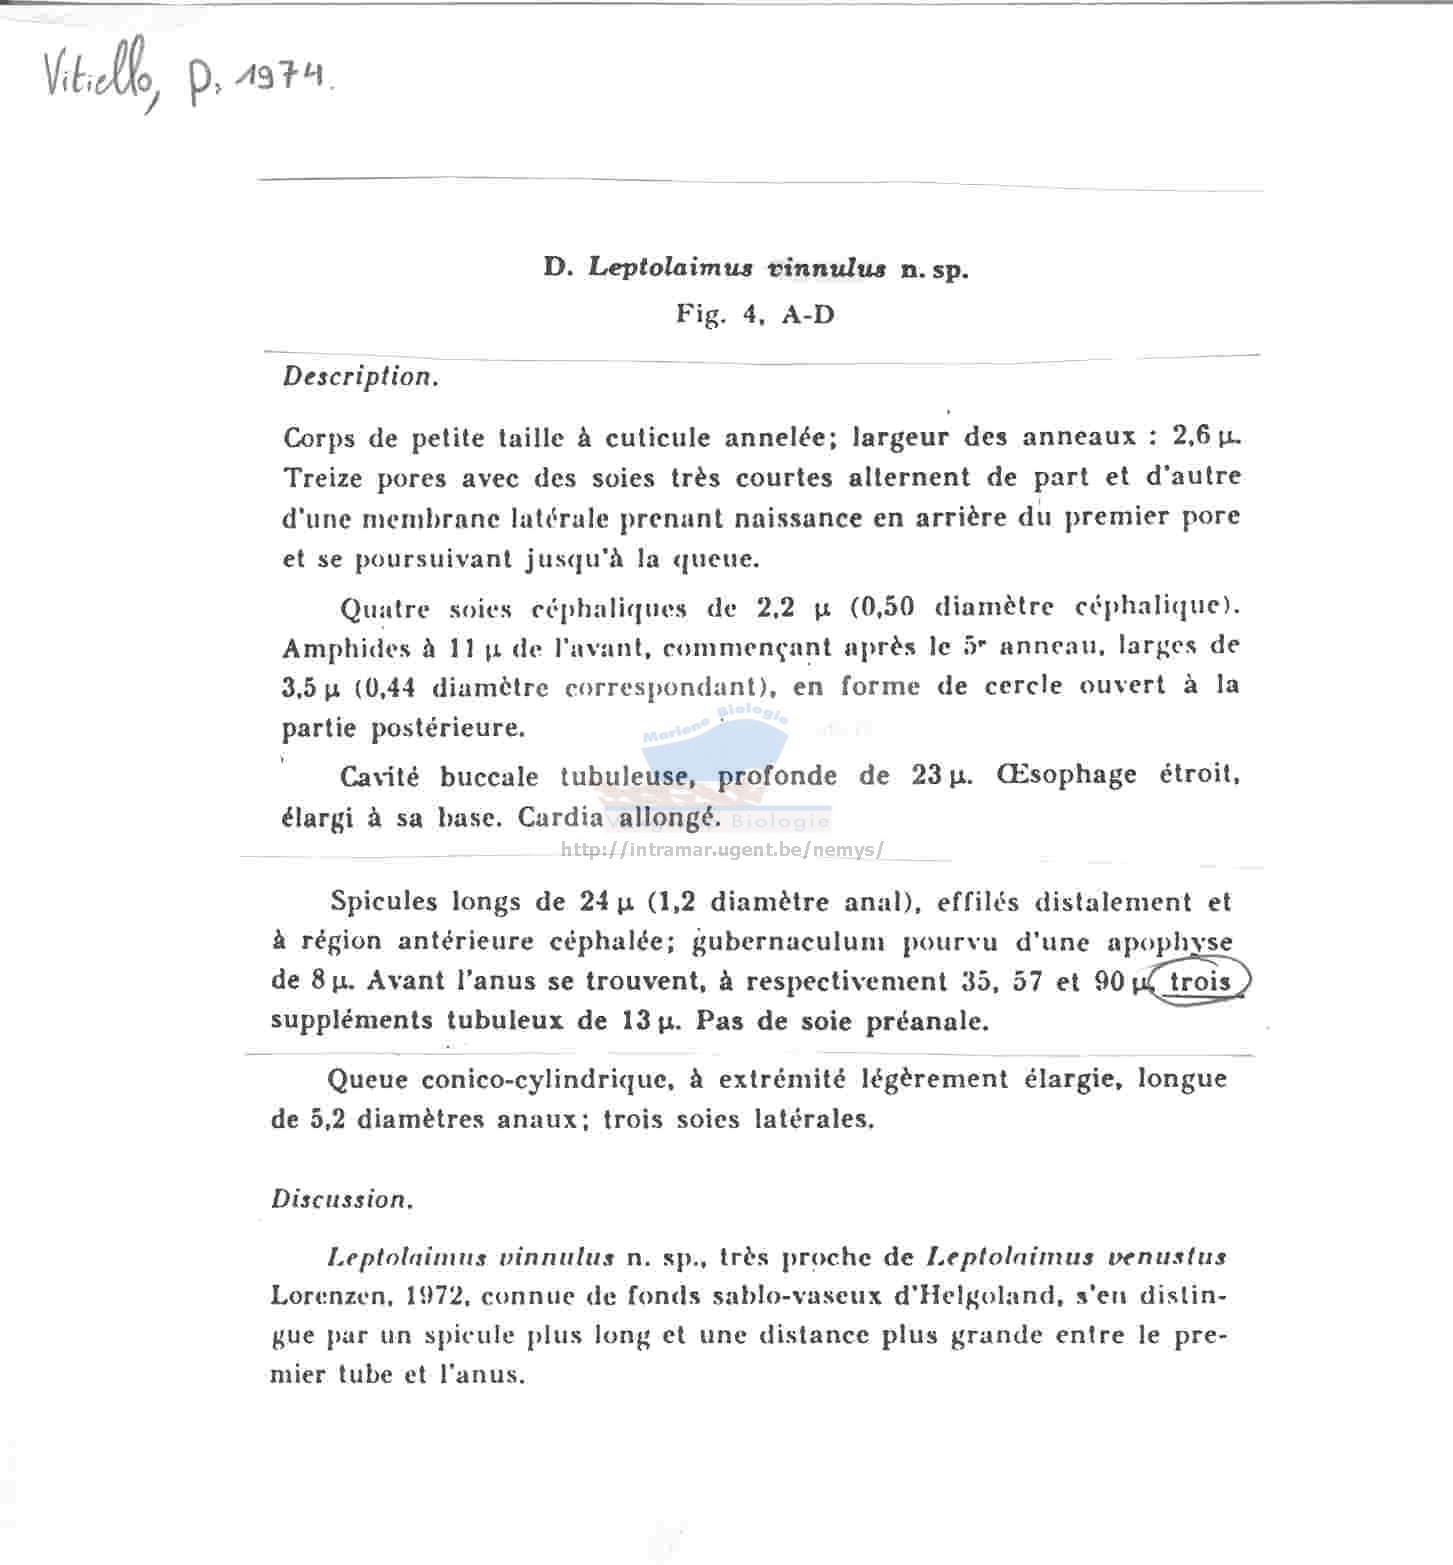 Vitiello, P. 1974.
D. Leptolaimus vinnulus n. sp.
Fig. 4, A-D
Description.
Corps de petite taille à cuticule annelée; largeur des anneaux : 2,6 µ.
Treize pores avec des soies très courtes alternent de part et d'autre
d'une membrane latérale prenant naissance en arrière du premier pore
et se poursuivant jusqu'à la queue.
Quatre soies céphaliques de 2,2 µ (0,50 diamètre céphalique).
Amphides à 11 µ de l'avant, commençant après le 5e anneau, larges de
3,5 µ (0,44 diamètre correspondant), en forme de cercle ouvert à la
partie postérieure.
Mariene Biologie
Cavité buccale tubuleuse, profonde de 23 µ. Œsophage étroit,
élargi à sa base. Cardia allongé.
Biologie
http://intramar.ugent.be/nemys/
Spicules longs de 24 µ (1,2 diamètre anal), effilés distalement et
à région antérieure céphalée; gubernaculum pourvu d'une apophyse
de 8 µ. Avant l'anus se trouvent, à respectivement 35, 57 et 90 µ, trois
suppléments tubuleux de 13 µ. Pas de soie préanale.
Queue conico-cylindrique, à extrémité légèrement élargie, longue
de 5,2 diamètres anaux; trois soies latérales.
Discussion.
Leptolaimus vinnulus n. sp., très proche de Leptolaimus venustus
Lorenzen, 1972, connue de fonds sablo-vaseux d'Helgoland, s'en distin-
gue par un spicule plus long et une distance plus grande entre le pre-
mier tube et l'anus.